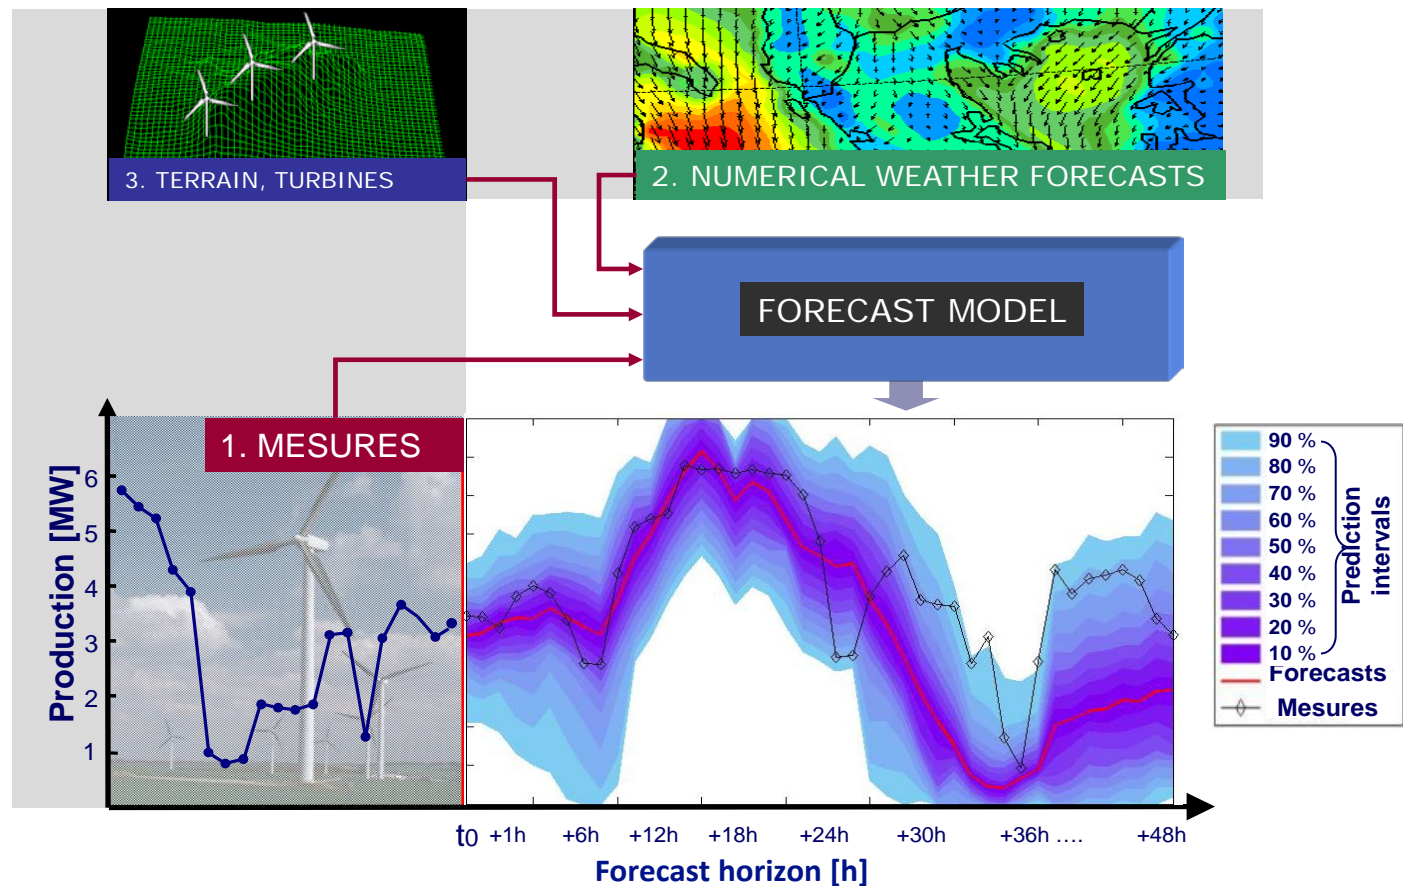 3. TERRAIN, TURBINES
2. NUMERICAL WEATHER FORECASTS
FORECAST MODEL
1. MESURES
Production [MW]
6
5
4
3
2
1
90 %
80 %
70 %
60 %
50 %
40 %
30 %
20 %
10 %
Prediction
intervals
Forecasts
Mesures
t0 +1h +6h +12h +18h +24h +30h +36h .... +48h
Forecast horizon [h]